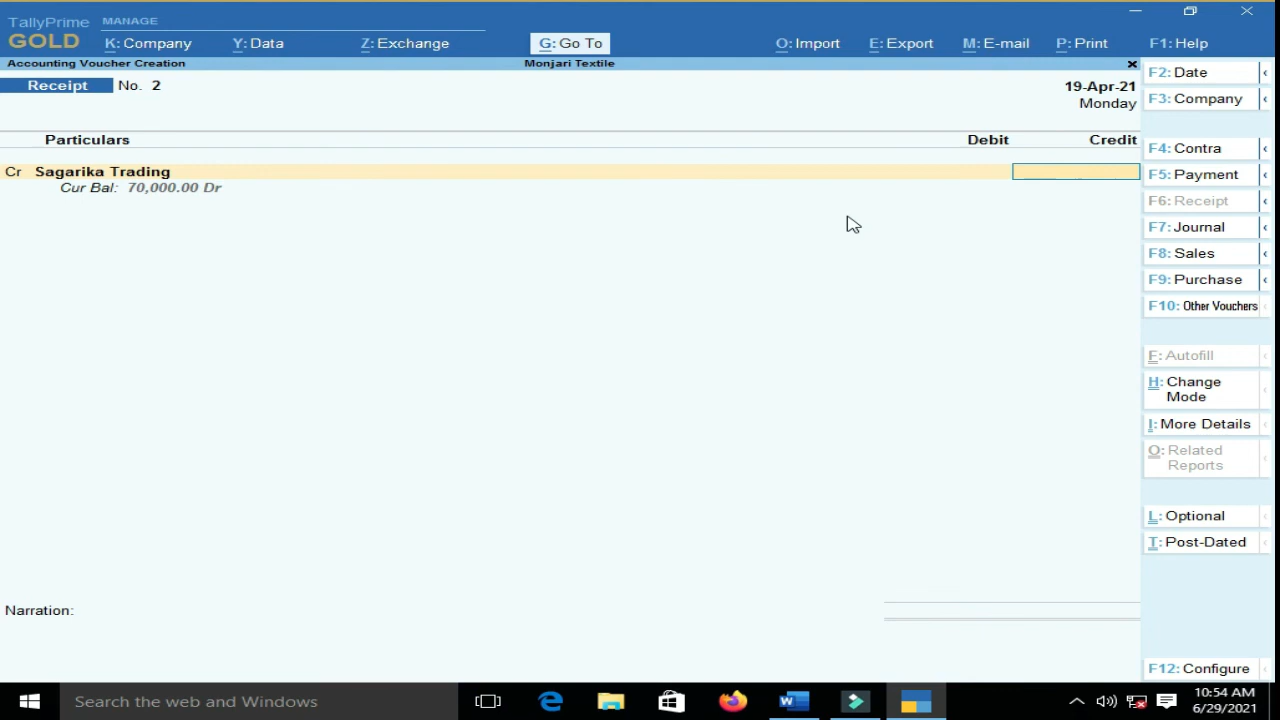 TallyPrime MANAGE
GOLD K: Company Y: Data Z: Exchange G: Go To O: Import E: Export M: E-mail P: Print F1: Help
Accounting Voucher Creation Monjari Textile ×
Receipt No. 2 19-Apr-21
Monday
Particulars Debit Credit
Cr Sagarika Trading
Cur Bal: 70,000.00 Dr
Narration:
F2: Date
F3: Company
F4: Contra
F5: Payment
F6: Receipt
F7: Journal
F8: Sales
F9: Purchase
F10: Other Vouchers
F: Autofill
H: Change
Mode
I: More Details
O: Related
Reports
L: Optional
T: Post-Dated
F12: Configure
Search the web and Windows
10:54 AM
6/29/2021